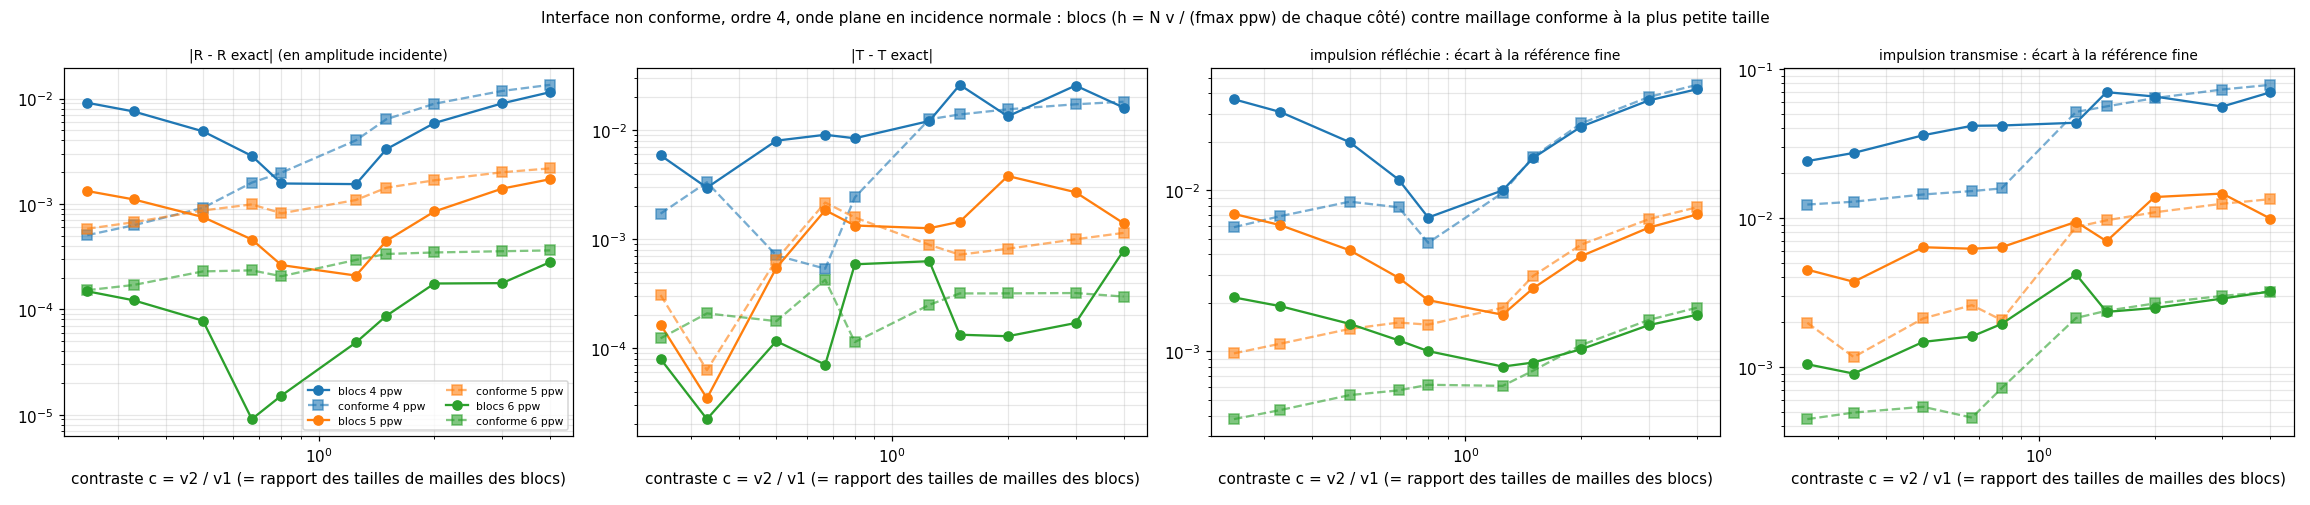 Interface non conforme, ordre 4, onde plane en incidence normale : blocs (h = N v / (fmax ppw) de chaque côté) contre maillage conforme à la plus petite taille
|R - R exact| (en amplitude incidente)
10⁻²
10⁻³
10⁻⁴
10⁻⁵
blocs 4 ppw
conforme 4 ppw
blocs 5 ppw
conforme 5 ppw
blocs 6 ppw
conforme 6 ppw
10⁰
contraste c = v2 / v1 (= rapport des tailles de mailles des blocs)
|T - T exact|
10⁻²
10⁻³
10⁻⁴
10⁰
contraste c = v2 / v1 (= rapport des tailles de mailles des blocs)
impulsion réfléchie : écart à la référence fine
10⁻²
10⁻³
10⁰
contraste c = v2 / v1 (= rapport des tailles de mailles des blocs)
impulsion transmise : écart à la référence fine
10⁻¹
10⁻²
10⁻³
10⁰
contraste c = v2 / v1 (= rapport des tailles de mailles des blocs)